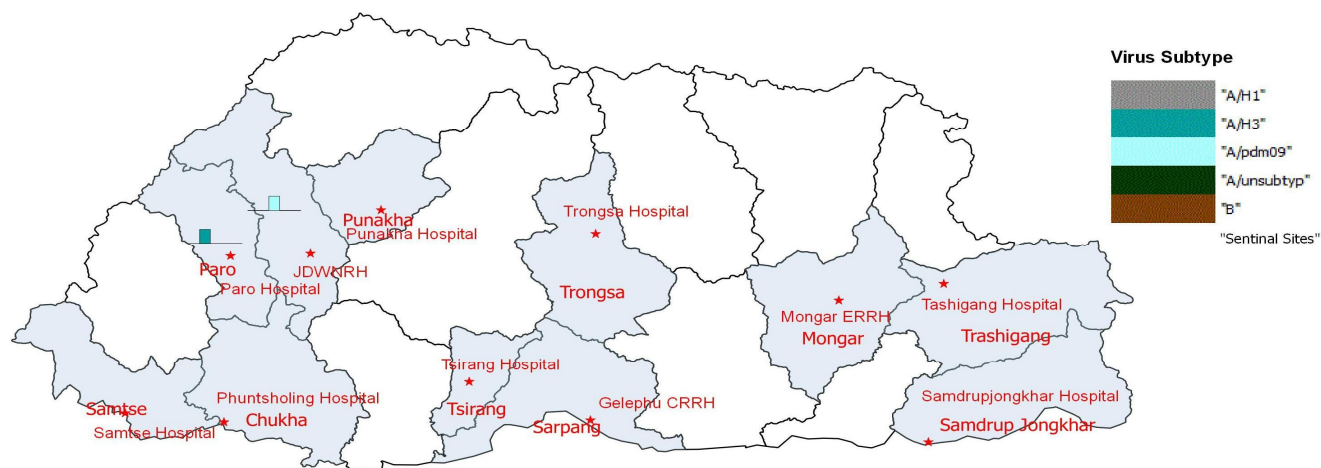 Virus Subtype
"A/H1"
"A/H3"
"A/pdm09"
"A/unsubtyp"
"B"
"Sentinal Sites"
Punakha
Punakha Hospital
Trongsa Hospital
Paro
JDWNRH
Paro Hospital
Trongsa
Tashigang Hospital
Mongar ERRH
Mongar
Trashigang
Tsirang Hospital
Phuntsholing Hospital
Samdrupjongkhar Hospital
Samtse
Tsirang
Gelephu CRRH
Chukha
Samtse Hospital
Sarpang
Samdrup Jongkhar